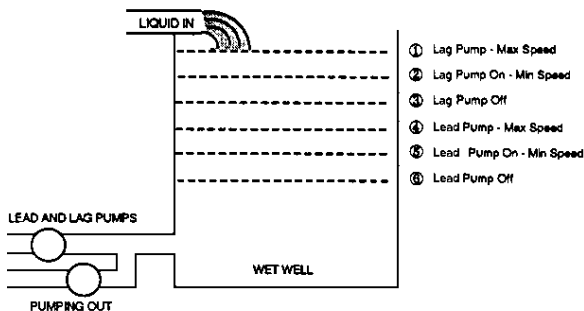 LIQUID IN
① Lag Pump - Max Speed
② Lag Pump On - Min Speed
③ Lag Pump Off
④ Lead Pump - Max Speed
⑤ Lead Pump On - Min Speed
⑥ Lead Pump Off
LEAD AND LAG PUMPS
WET WELL
PUMPING OUT